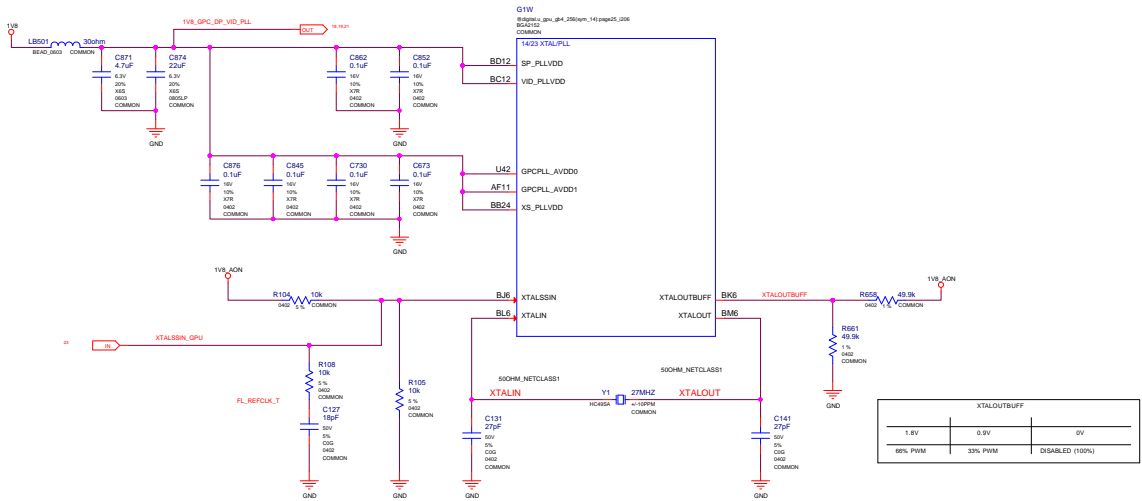 G1W
@digital.u_gpu_gb4_256(sym_14):page25_i206
BGA2152
COMMON
14/23 XTAL/PLL
1V8
1V8_GPC_DP_VID_PLL
OUT
18,19,21
LB501
30ohm
BEAD_0603
COMMON
C871
4.7uF
6.3V
20%
X6S
0603
COMMON
C874
22uF
6.3V
20%
X6S
0805LP
COMMON
GND
C862
0.1uF
16V
10%
X7R
0402
COMMON
C852
0.1uF
16V
10%
X7R
0402
COMMON
GND
BD12
SP_PLLVDD
BC12
VID_PLLVDD
C876
0.1uF
16V
10%
X7R
0402
COMMON
C845
0.1uF
16V
10%
X7R
0402
COMMON
C730
0.1uF
16V
10%
X7R
0402
COMMON
C673
0.1uF
16V
10%
X7R
0402
COMMON
GND
U42
GPCPLL_AVDD0
AF11
GPCPLL_AVDD1
BB24
XS_PLLVDD
1V8_AON
R104
10k
0402
5 %
COMMON
BJ6
XTALSSIN
BL6
XTALIN
XTALOUTBUFF
BK6
XTALOUT
BM6
XTALOUTBUFF
R658
49.9k
0402
1 %
COMMON
1V8_AON
R661
49.9k
1 %
0402
COMMON
GND
23
IN
XTALSSIN_GPU
R108
10k
5 %
0402
COMMON
FL_REFCLK_T
C127
18pF
50V
5%
C0G
0402
COMMON
GND
R105
10k
5 %
0402
COMMON
GND
50OHM_NETCLASS1
XTALIN
Y1
27MHZ
HC49SA
+/-10PPM
COMMON
50OHM_NETCLASS1
XTALOUT
C131
27pF
50V
5%
C0G
0402
COMMON
GND
C141
27pF
50V
5%
C0G
0402
COMMON
GND
XTALOUTBUFF
1.8V 0.9V 0V
66% PWM 33% PWM DISABLED (100%)